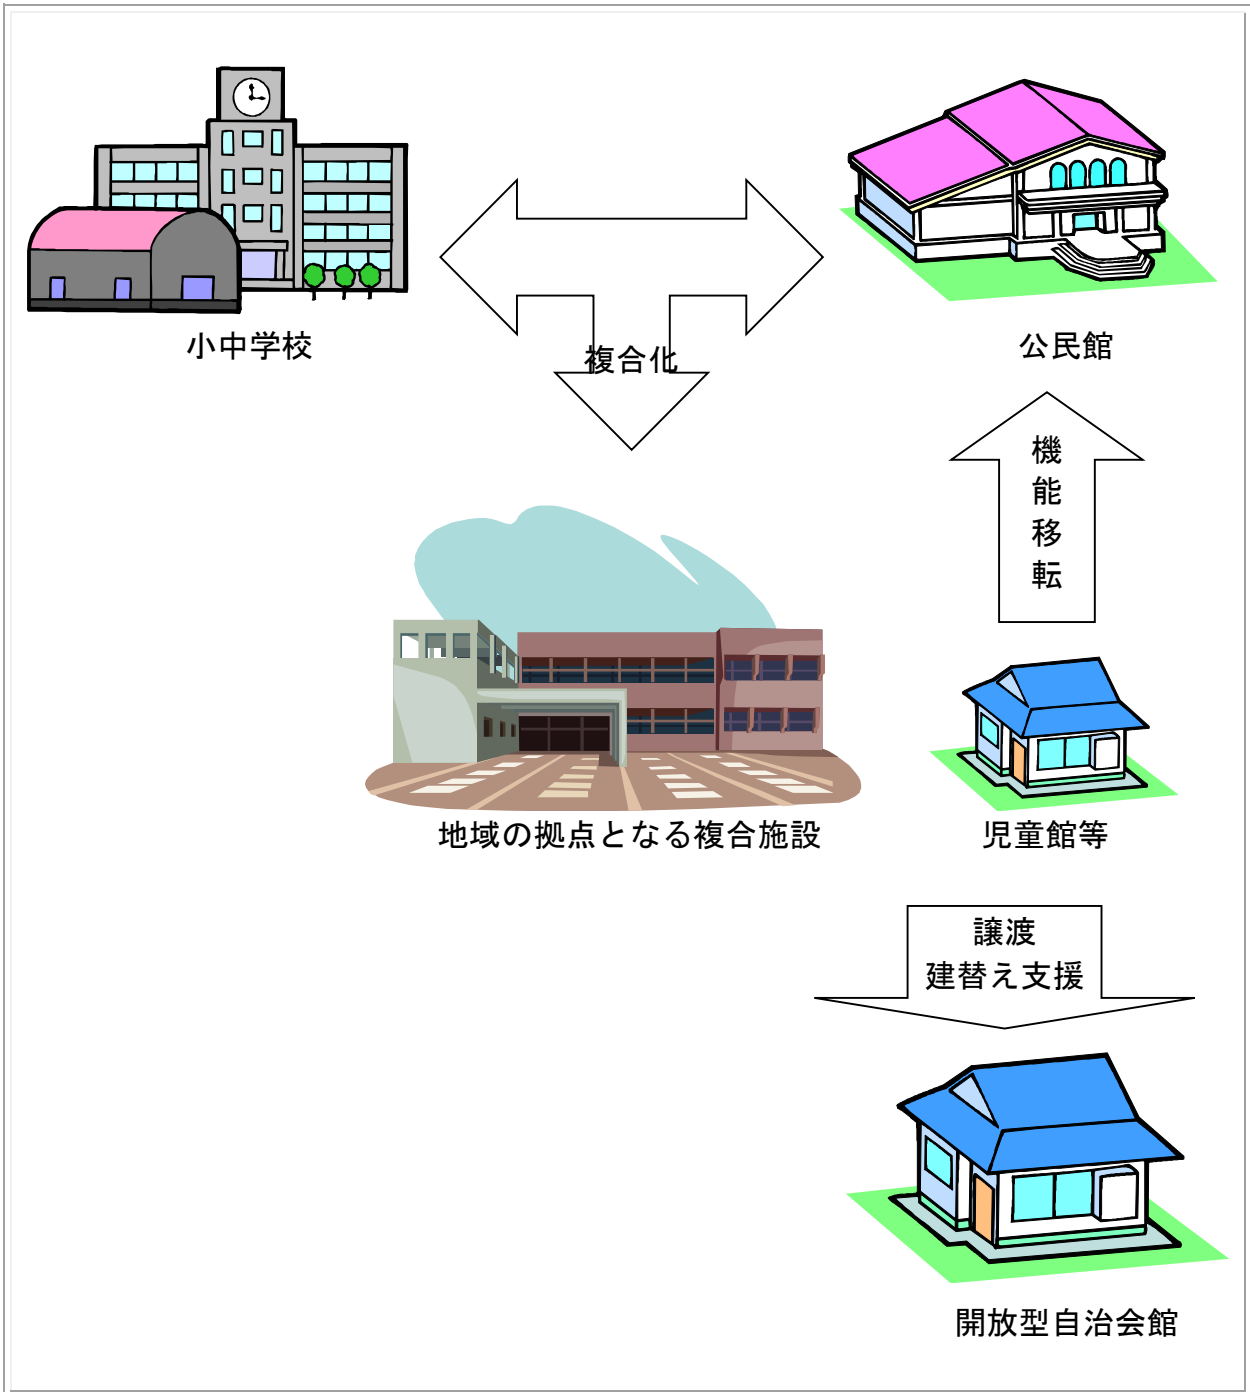 小中学校
公民館
複合化
機能移転
地域の拠点となる複合施設
児童館等
譲渡
建替え支援
開放型自治会館